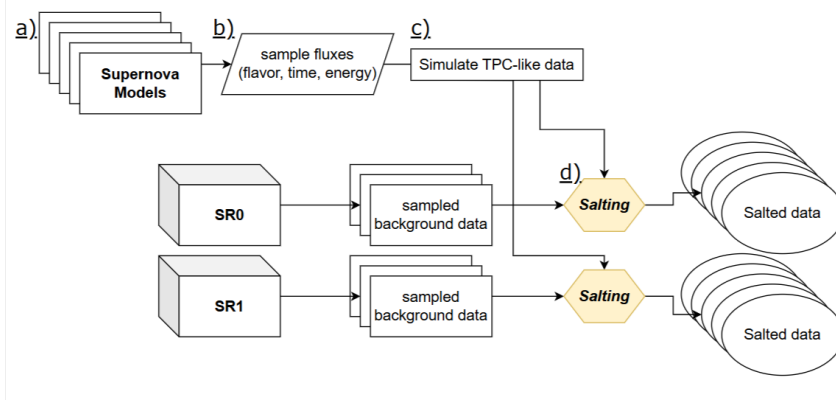 a)
b)
c)
Supernova
Models
sample fluxes
(flavor, time, energy)
Simulate TPC-like data
d)
SR0
sampled
background data
Salting
Salted data
SR1
sampled
background data
Salting
Salted data